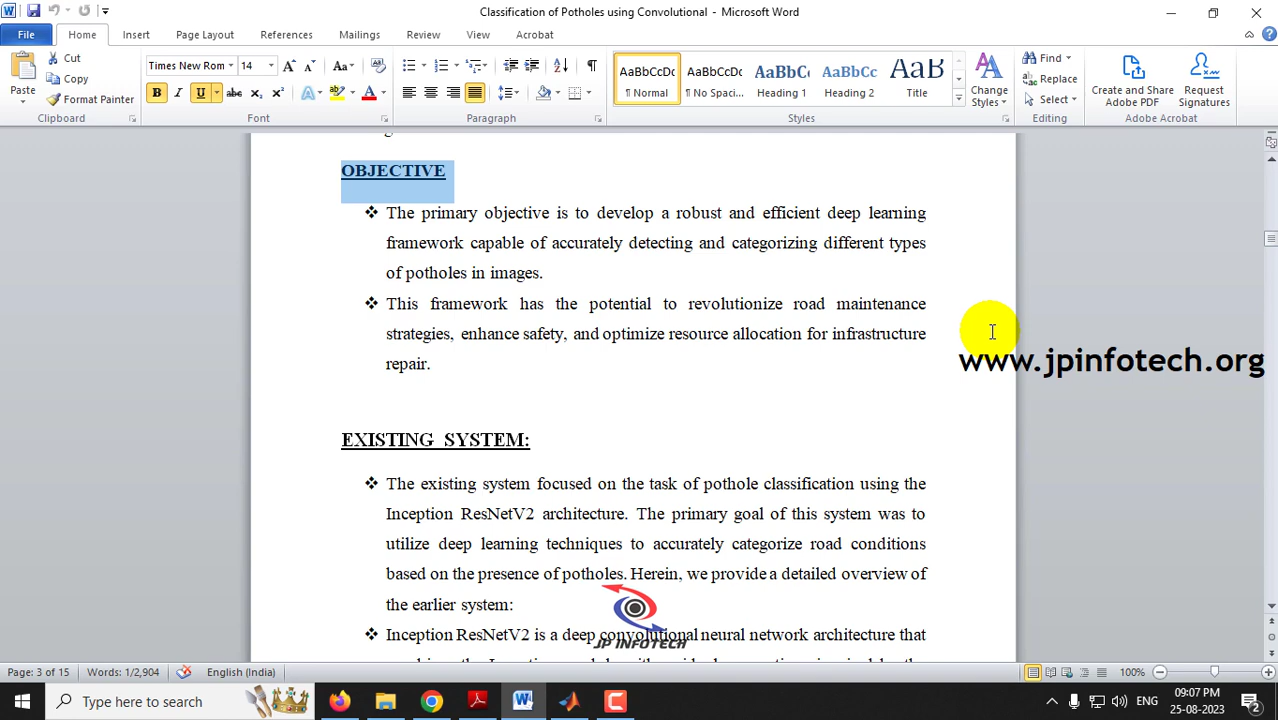 Classification of Potholes using Convolutional - Microsoft Word
File Home Insert Page Layout References Mailings Review View Acrobat
Paste
Cut
Copy
Format Painter
Clipboard
Times New Rom 14
Font
Paragraph
AaBbCcDc AaBbCcDc AaBbCc AaBbCc AaB
¶ Normal ¶ No Spaci... Heading 1 Heading 2 Title
Change Styles
Styles
Find
Replace
Select
Editing
Create and Share Adobe PDF
Request Signatures
Adobe Acrobat
OBJECTIVE
❖ The primary objective is to develop a robust and efficient deep learning
framework capable of accurately detecting and categorizing different types
of potholes in images.
❖ This framework has the potential to revolutionize road maintenance
strategies, enhance safety, and optimize resource allocation for infrastructure
repair.
www.jpinfotech.org
EXISTING SYSTEM:
❖ The existing system focused on the task of pothole classification using the
Inception ResNetV2 architecture. The primary goal of this system was to
utilize deep learning techniques to accurately categorize road conditions
based on the presence of potholes. Herein, we provide a detailed overview of
the earlier system:
❖ Inception ResNetV2 is a deep convolutional neural network architecture that
JP INFOTECH
Page: 3 of 15 Words: 1/2,904 English (India) 100%
Type here to search
ENG
09:07 PM
25-08-2023
2